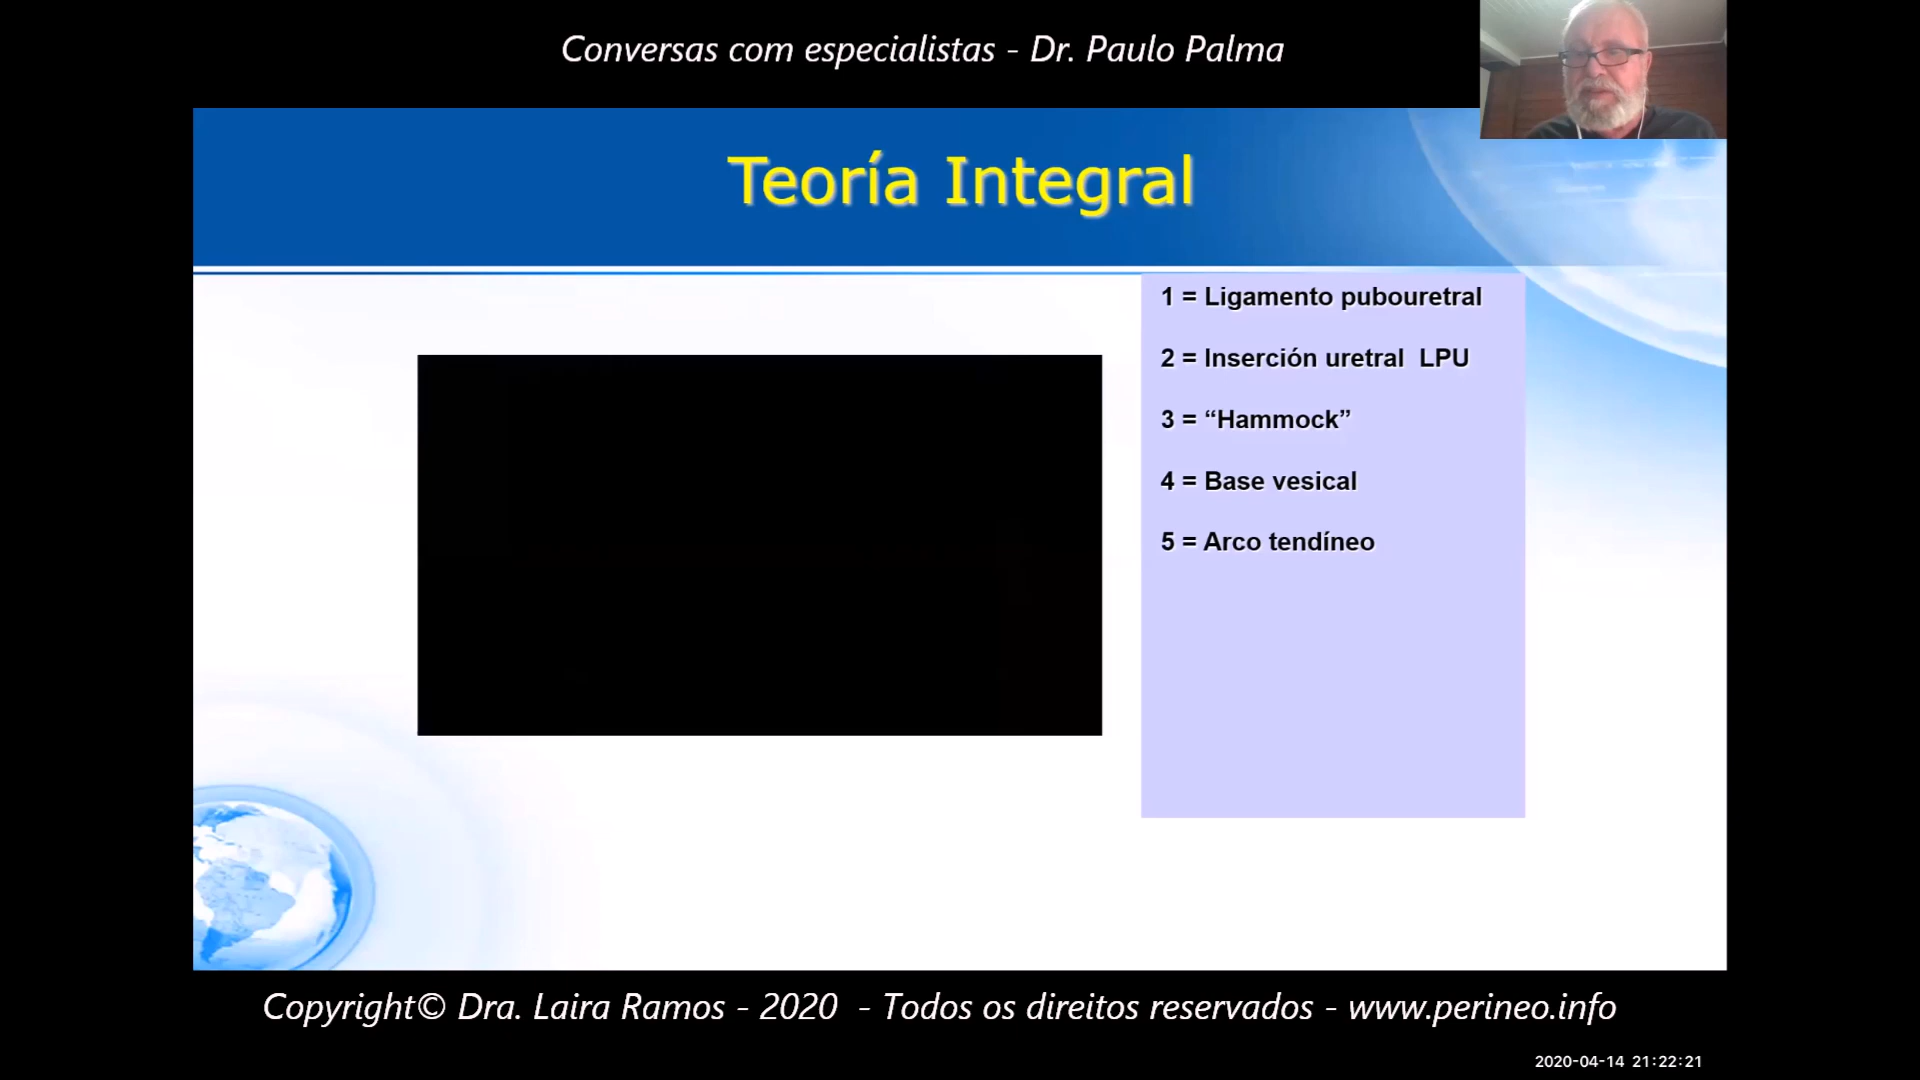 Conversas com especialistas - Dr. Paulo Palma
Teoría Integral
1 = Ligamento pubouretral
2 = Inserción uretral  LPU
3 = “Hammock”
4 = Base vesical
5 = Arco tendíneo
Copyright© Dra. Laira Ramos - 2020  - Todos os direitos reservados - www.perineo.info
2020-04-14 21:22:21